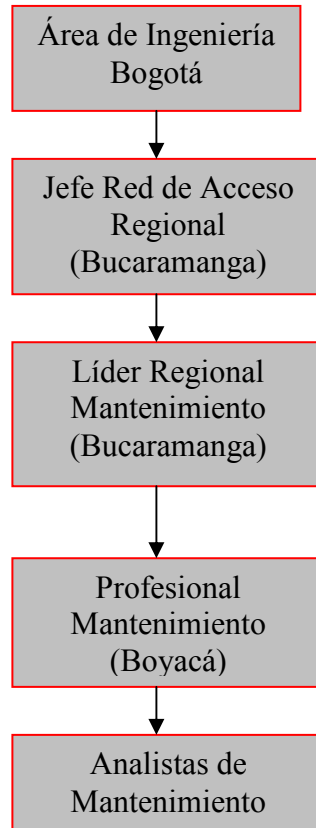 Área de Ingeniería
Bogotá
Jefe Red de Acceso
Regional
(Bucaramanga)
Líder Regional
Mantenimiento
(Bucaramanga)
Profesional
Mantenimiento
(Boyacá)
Analistas de
Mantenimiento